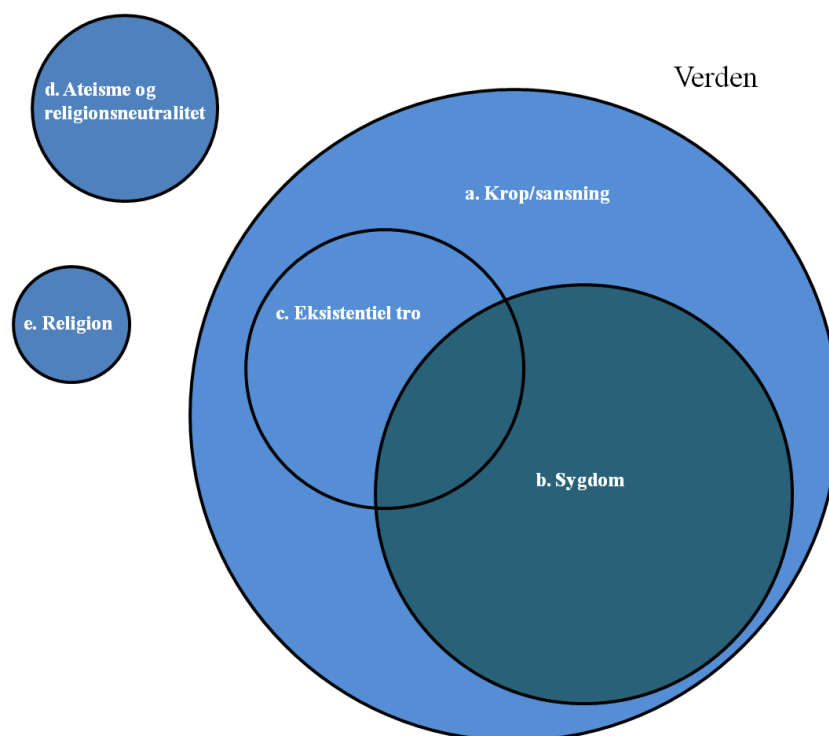 d. Ateisme og
religionsneutralitet
Verden
a. Krop/sansning
c. Eksistentiel tro
e. Religion
b. Sygdom